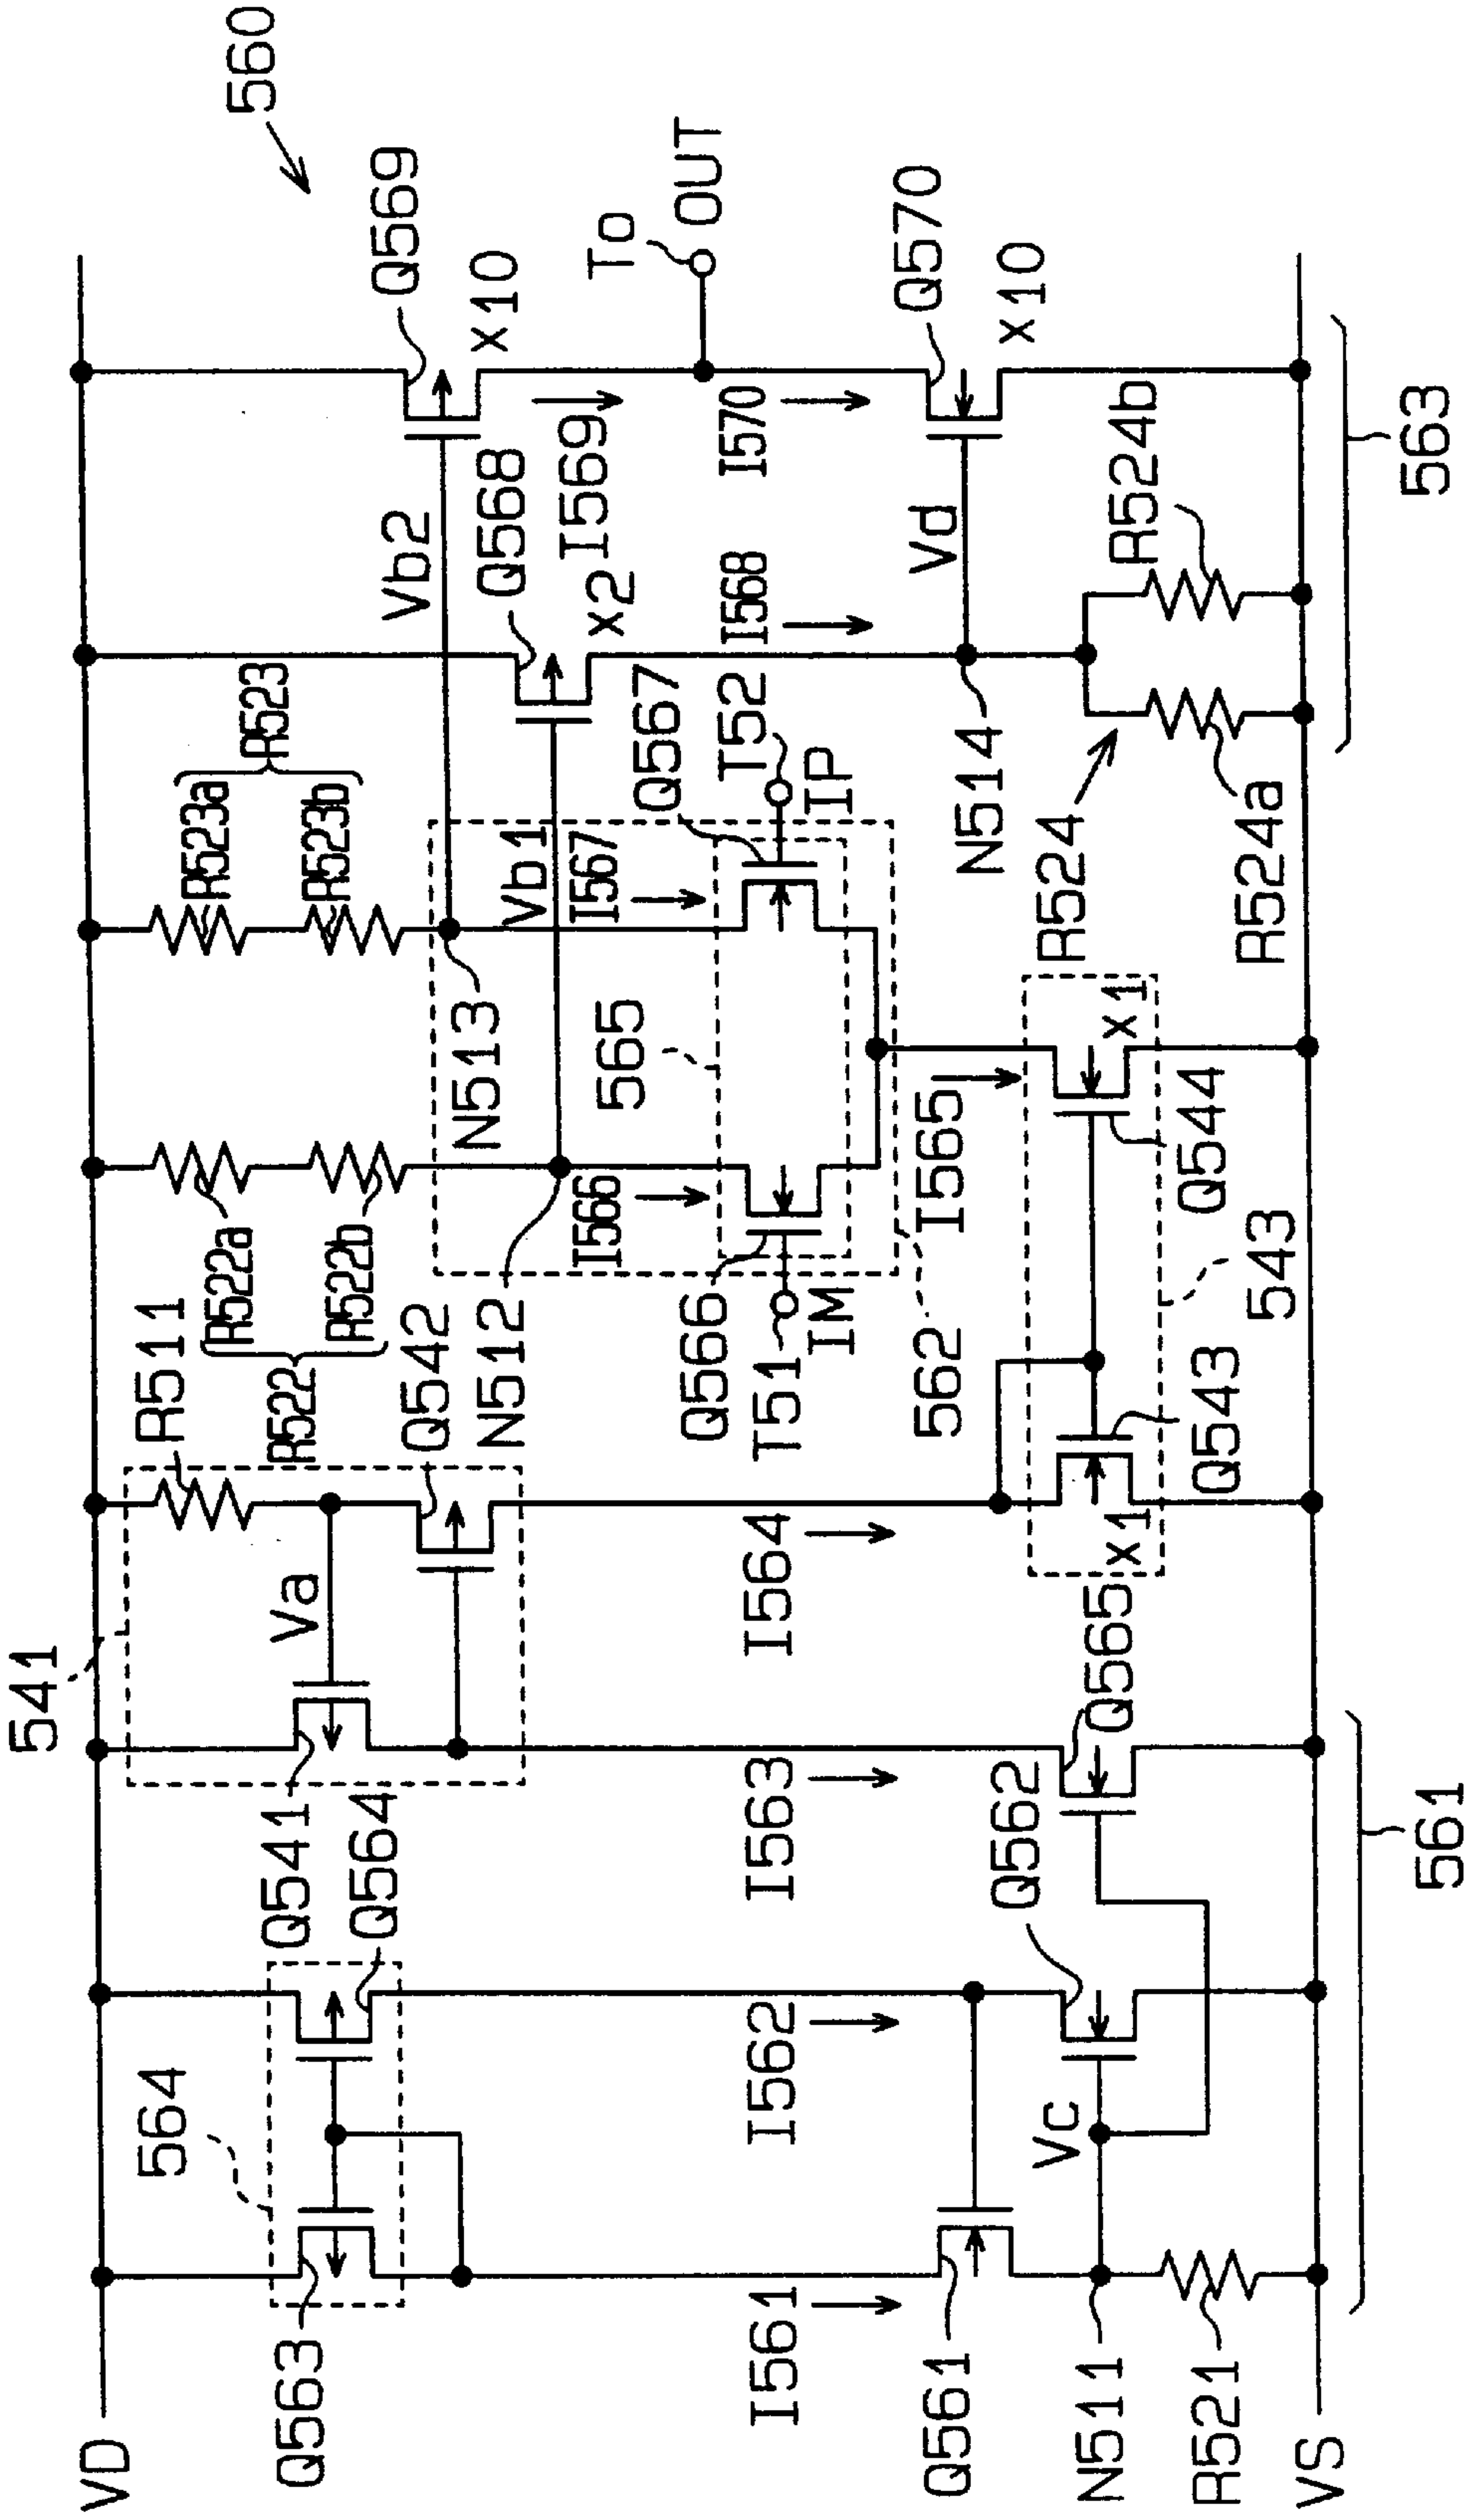 560
541
VD
564
Q563
Q564
Q541
Va
R511
R522a
R522b
R522
R523a
R523b
R523
Q542
N512
N513
Vb1
Vb2
Q568
x2
Q569
x10
I569
To
OUT
I561
I562
I563
I564
I566
I567
565
Q566
T51
IM
Q567
T52
IP
I568
I570
562
I565
Q561
Q562
Vc
N511
R521
Q565
x1
Q543
543
Q544
x1
N514
Vd
Q570
x10
R524
R524a
R524b
VS
561
563